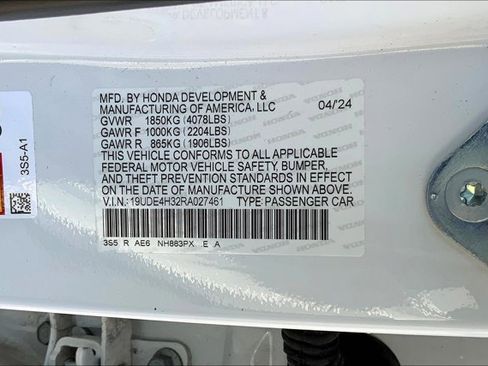 MFD. BY HONDA DEVELOPMENT &
MANUFACTURING OF AMERICA, LLC 04/24
GVWR 1850KG (4078LBS)
GAWR F 1000KG (2204LBS)
GAWR R 865KG (1906LBS)
THIS VEHICLE CONFORMS TO ALL APPLICABLE
FEDERAL MOTOR VEHICLE SAFETY, BUMPER,
AND THEFT PREVENTION STANDARDS IN EFFECT
ON THE DATE OF MANUFACTURE SHOWN ABOVE.
V.I.N.: 19UDE4H32RA027461 TYPE: PASSENGER CAR
3S5 R AE6 NH883PX E A
3S5-A1